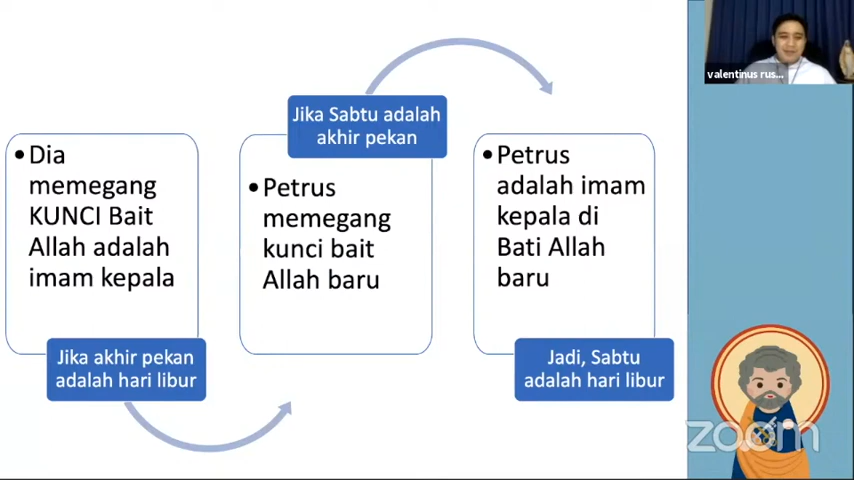 valentinus rus...
• Dia
memegang
KUNCI Bait
Allah adalah
imam kepala
Jika akhir pekan
adalah hari libur
Jika Sabtu adalah
akhir pekan
• Petrus
memegang
kunci bait
Allah baru
• Petrus
adalah imam
kepala di
Bati Allah
baru
Jadi, Sabtu
adalah hari libur
zoom